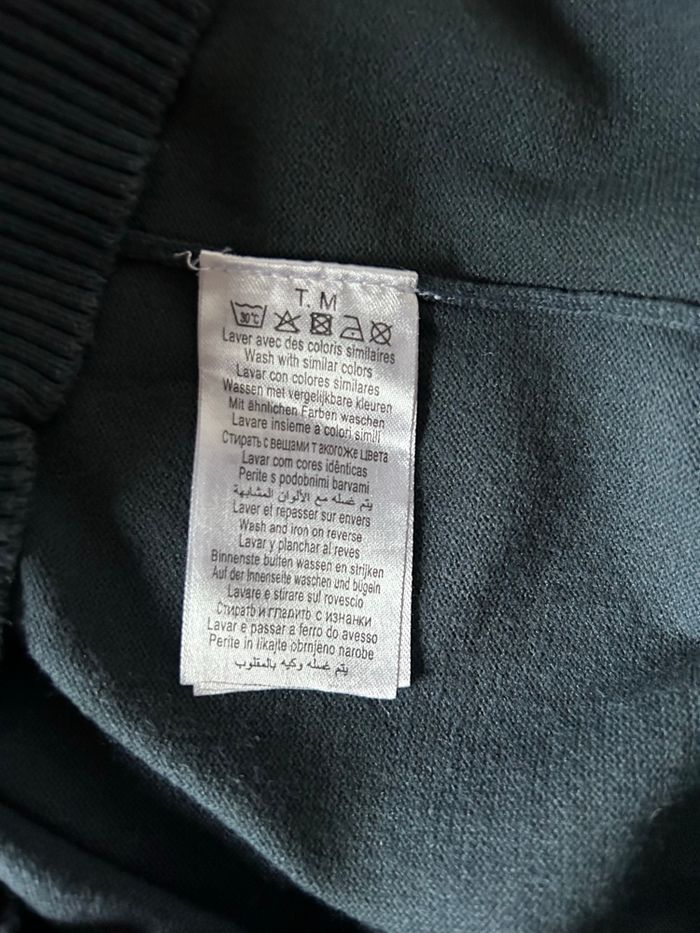 T. M
30°C
Laver avec des coloris similaires
Wash with similar colors
Lavar con colores similares
Wassen met vergelijkbare kleuren
Mit ähnlichen Farben waschen
Lavare insieme a colori simili
Стирать с вещами такогоже цвета
Lavar com cores idênticas
Perite s podobnimi barvami
يتم غسله مع الألوان المشابهة
Laver et repasser sur envers
Wash and iron on reverse
Lavar y planchar al reves
Binnenste buiten wassen en strijken
Auf der Innenseite waschen und bügeln
Lavare e stirare sul rovescio
Стирать и гладить с изнанки
Lavar e passar a ferro do avesso
Perite in likajte obrnjeno narobe
يتم غسله وكيه بالمقلوب